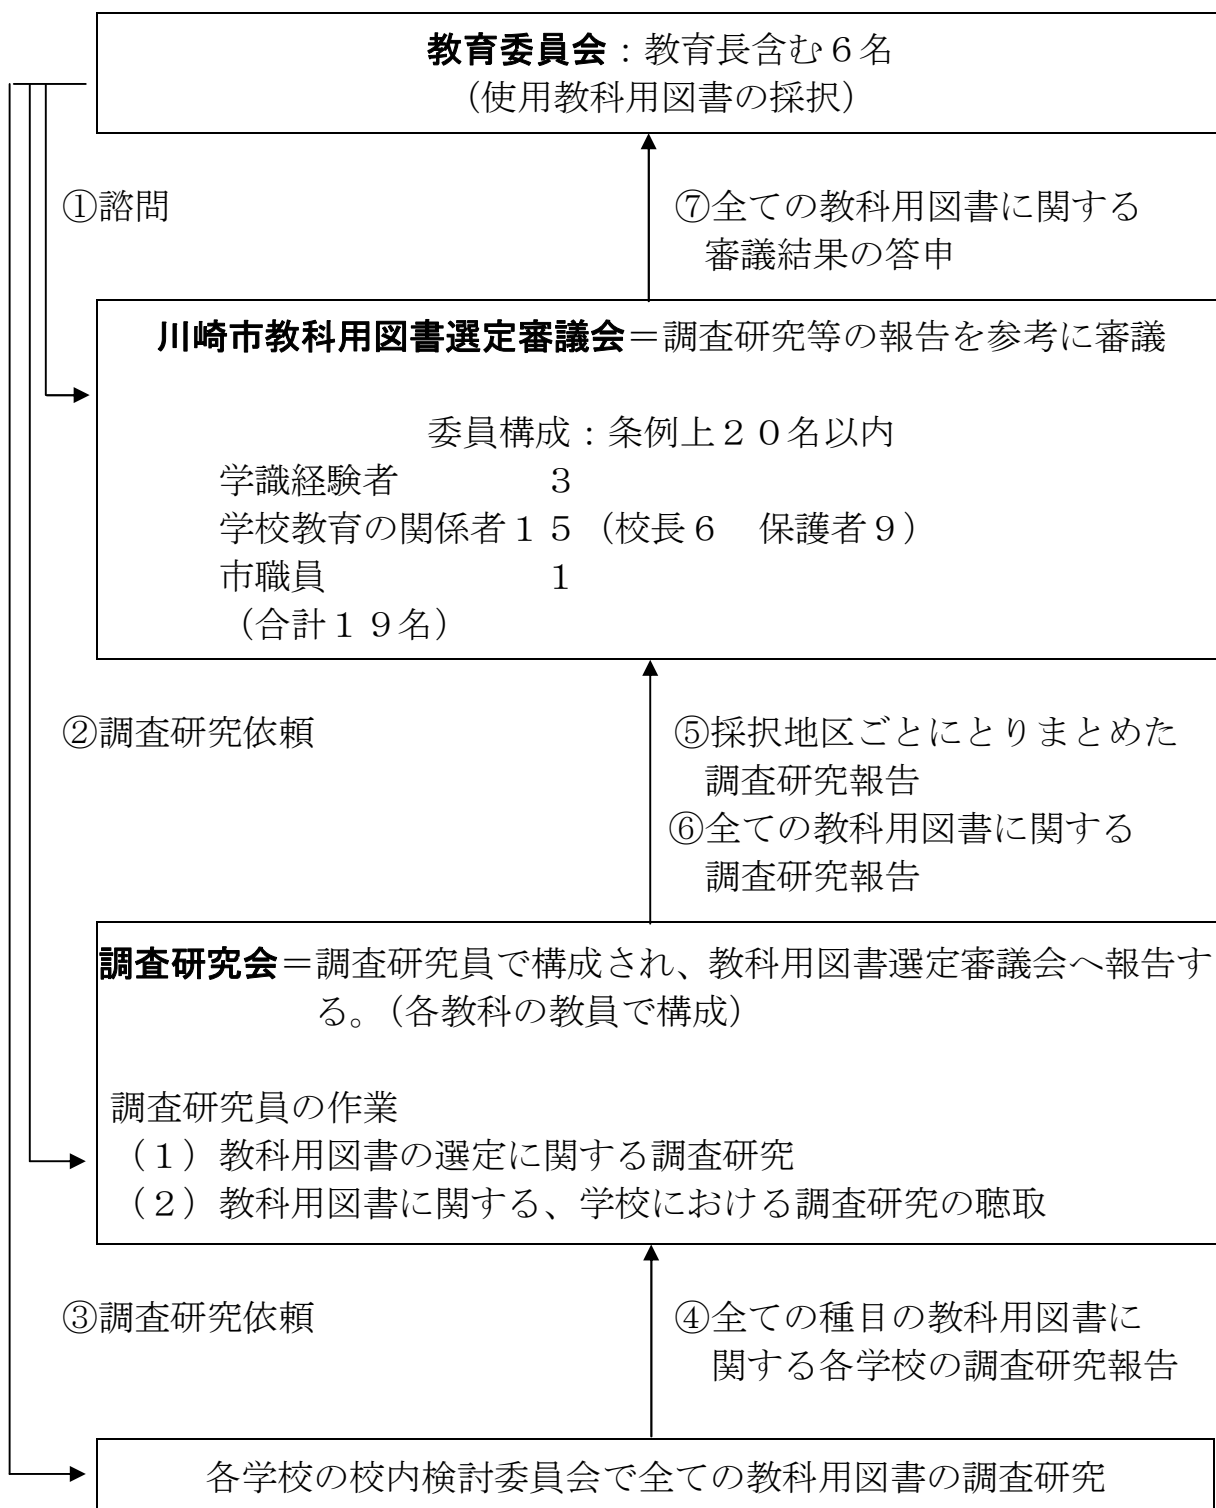 教育委員会：教育長含む６名
（使用教科用図書の採択）
①諮問
⑦全ての教科用図書に関する
審議結果の答申
川崎市教科用図書選定審議会＝調査研究等の報告を参考に審議
委員構成：条例上２０名以内
学識経験者　　　　３
学校教育の関係者１５（校長６　保護者９）
市職員　　　　　　１
（合計１９名）
②調査研究依頼
⑤採択地区ごとにとりまとめた
調査研究報告
⑥全ての教科用図書に関する
調査研究報告
調査研究会＝調査研究員で構成され、教科用図書選定審議会へ報告す
る。（各教科の教員で構成）
調査研究員の作業
（１）教科用図書の選定に関する調査研究
（２）教科用図書に関する、学校における調査研究の聴取
③調査研究依頼
④全ての種目の教科用図書に
関する各学校の調査研究報告
各学校の校内検討委員会で全ての教科用図書の調査研究